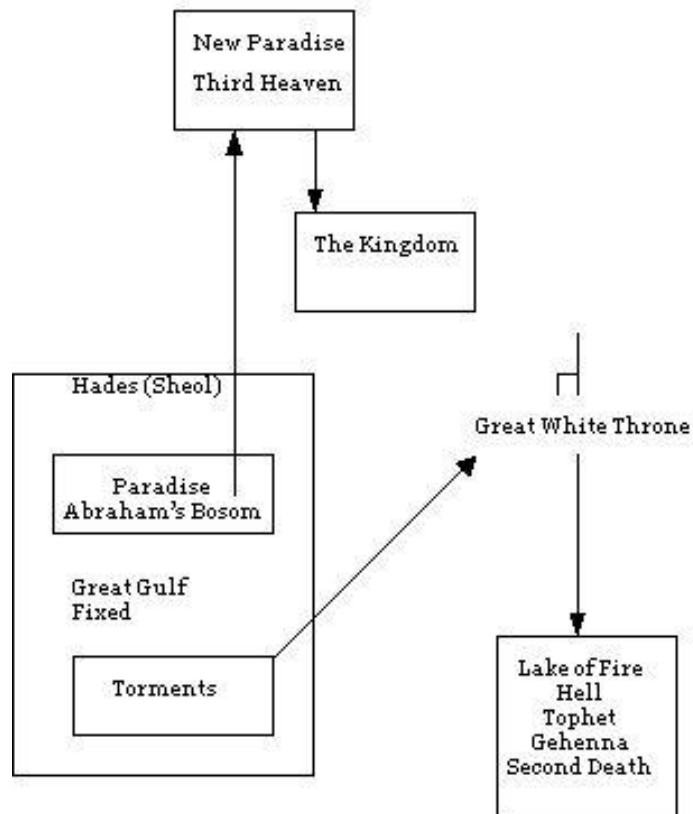 New Paradise
Third Heaven
The Kingdom
Hades (Sheol)
Great White Throne
Paradise
Abraham's Bosom
Great Gulf
Fixed
Torments
Lake of Fire
Hell
Tophet
Gehenna
Second Death